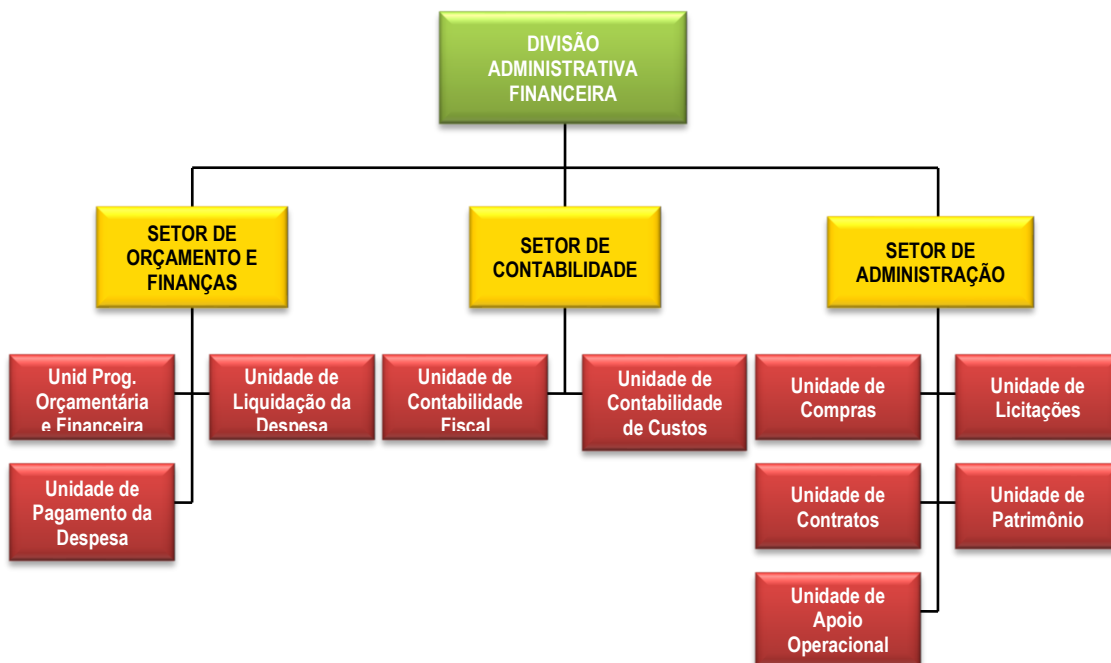 DIVISÃO
ADMINISTRATIVA
FINANCEIRA
SETOR DE
ORÇAMENTO E
FINANÇAS
SETOR DE
CONTABILIDADE
SETOR DE
ADMINISTRAÇÃO
Unid Prog.
Orçamentária
e Financeira
Unidade de
Liquidação da
Despesa
Unidade de
Contabilidade
Fiscal
Unidade de
Contabilidade
de Custos
Unidade de
Compras
Unidade de
Licitações
Unidade de
Pagamento da
Despesa
Unidade de
Contratos
Unidade de
Patrimônio
Unidade de
Apoio
Operacional